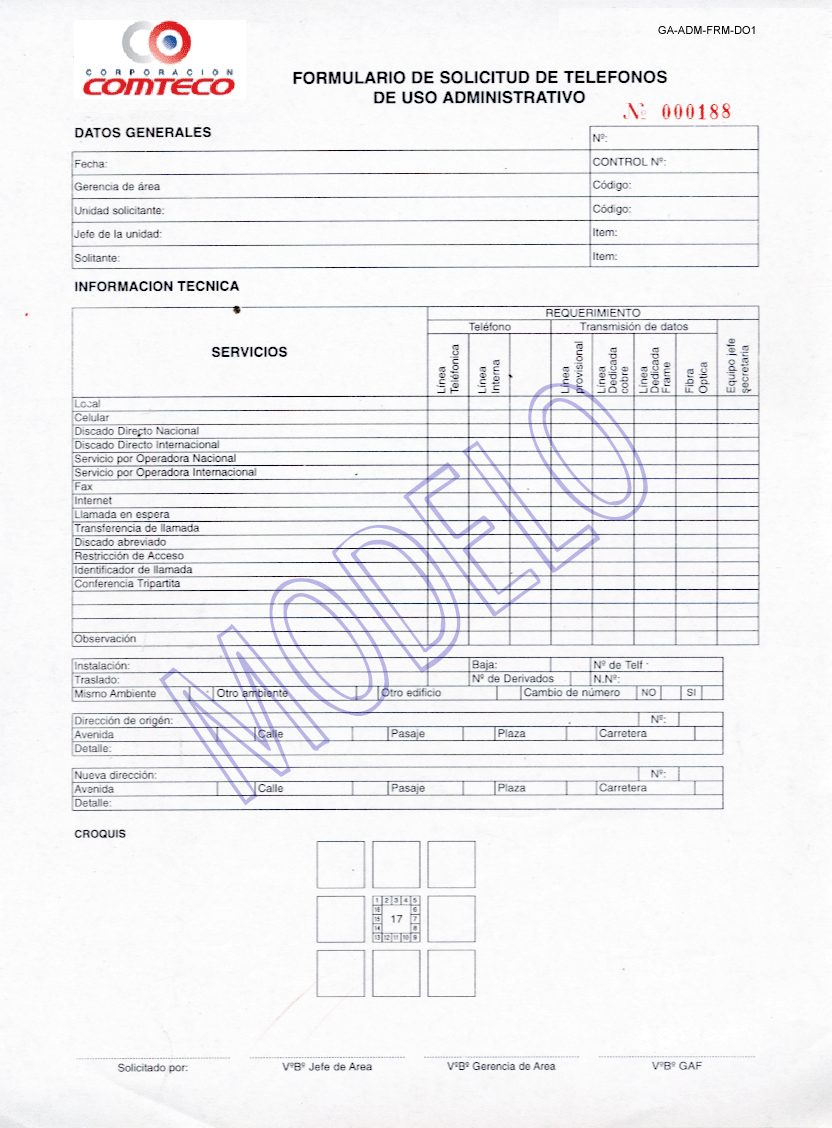 GA-ADM-FRM-DO1
CORPORACION
COMTECO
FORMULARIO DE SOLICITUD DE TELEFONOS
DE USO ADMINISTRATIVO
Nº 000188
DATOS GENERALES
Nº:
Fecha: CONTROL Nº:
Gerencia de área Código:
Unidad solicitante: Código:
Jefe de la unidad: Item:
Solitante: Item:
INFORMACION TECNICA
SERVICIOS
REQUERIMIENTO
Teléfono Transmisión de datos
Línea Telefónica
Línea Interna
Línea provisional
Línea Dedicada cobre
Línea Dedicada Frame
Fibra Optica
Equipo jefe secretaria
Local
Celular
Discado Directo Nacional
Discado Directo Internacional
Servicio por Operadora Nacional
Servicio por Operadora Internacional
Fax
Internet
Llamada en espera
Transferencia de llamada
Discado abreviado
Restricción de Acceso
Identificador de llamada
Conferencia Tripartita
Observación
MODELO
Instalación: Baja: Nº de Telf
Traslado: Nº de Derivados N.Nº:
Mismo Ambiente Otro ambiente Otro edificio Cambio de número NO SI
Dirección de origén: Nº:
Avenida Calle Pasaje Plaza Carretera
Detalle:
Nueva dirección: Nº:
Avenida Calle Pasaje Plaza Carretera
Detalle:
CROQUIS
1 2 3 4 5
16 6
15 17 7
14 8
13 12 11 10 9
Solicitado por: VºBº Jefe de Area VºBº Gerencia de Area VºBº GAF